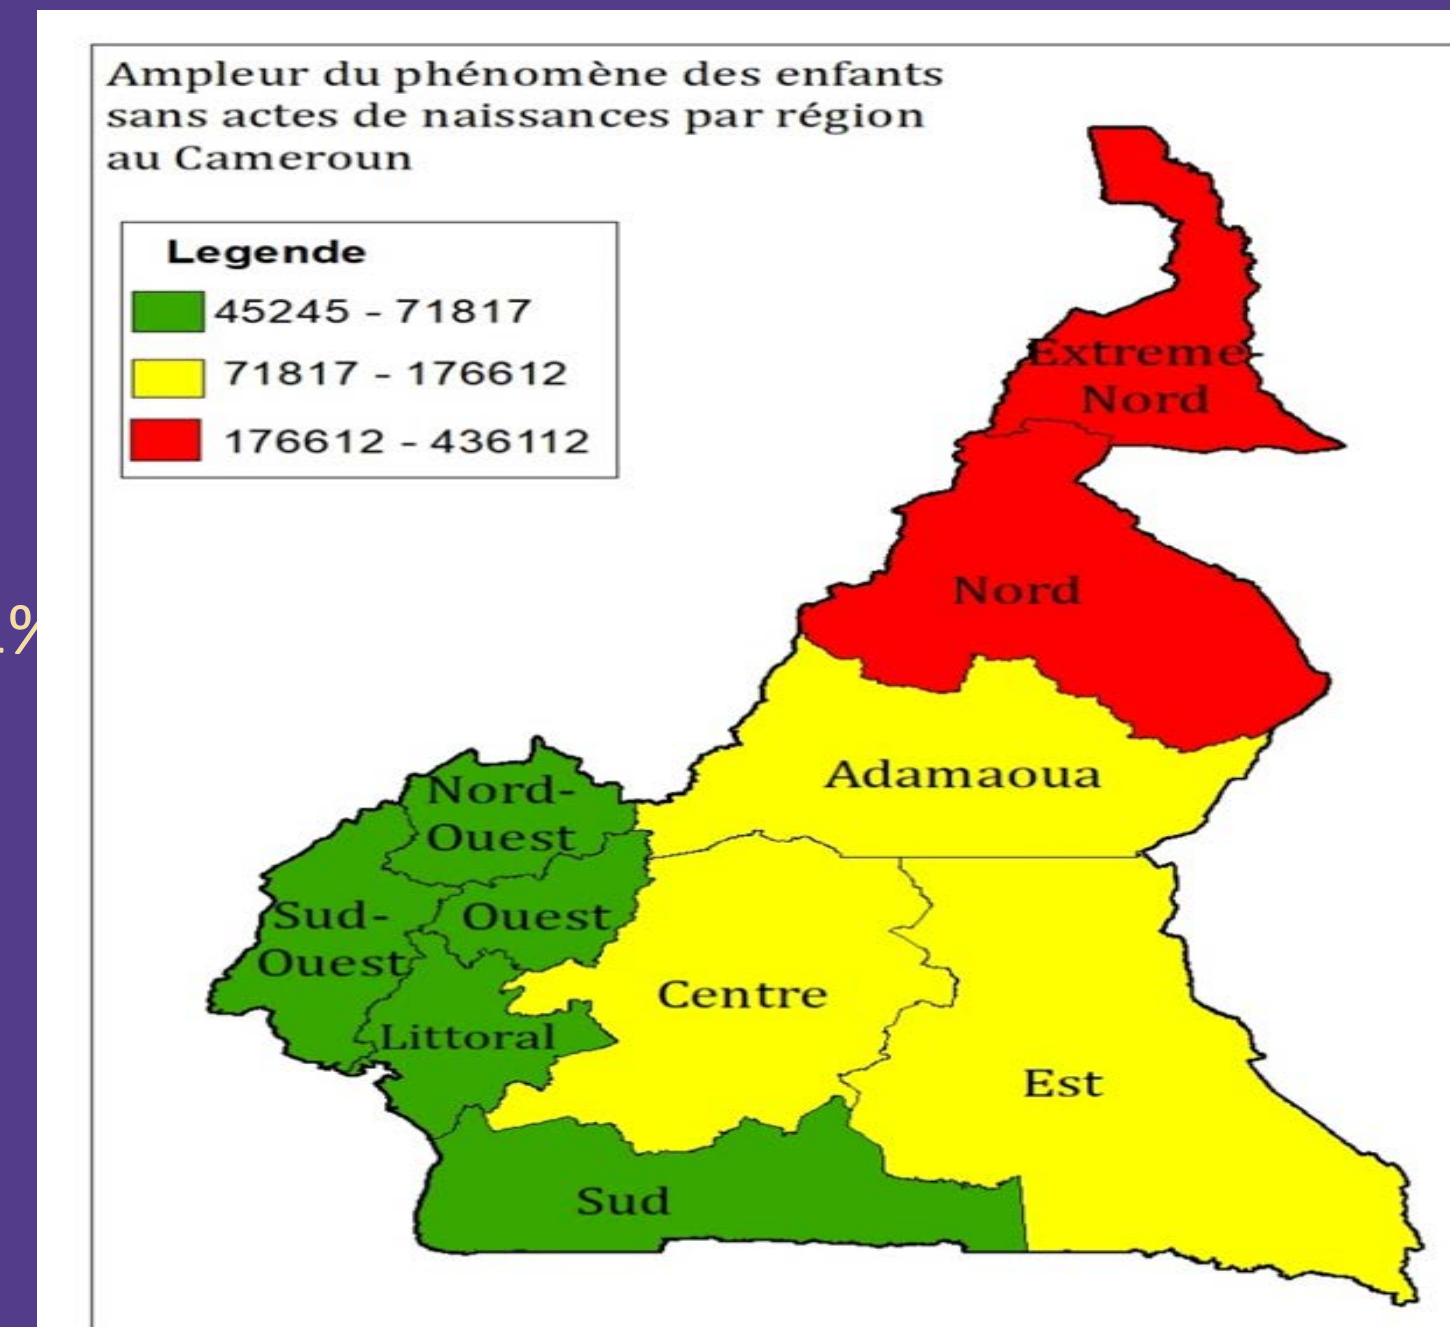 Ampleur du phénomène des enfants
sans actes de naissances par région
au Cameroun
Legende
45245 - 71817
71817 - 176612
176612 - 436112
Extreme-
Nord
Nord
Adamaoua
Nord-
Ouest
Sud-
Ouest
Ouest
Littoral
Centre
Est
Sud